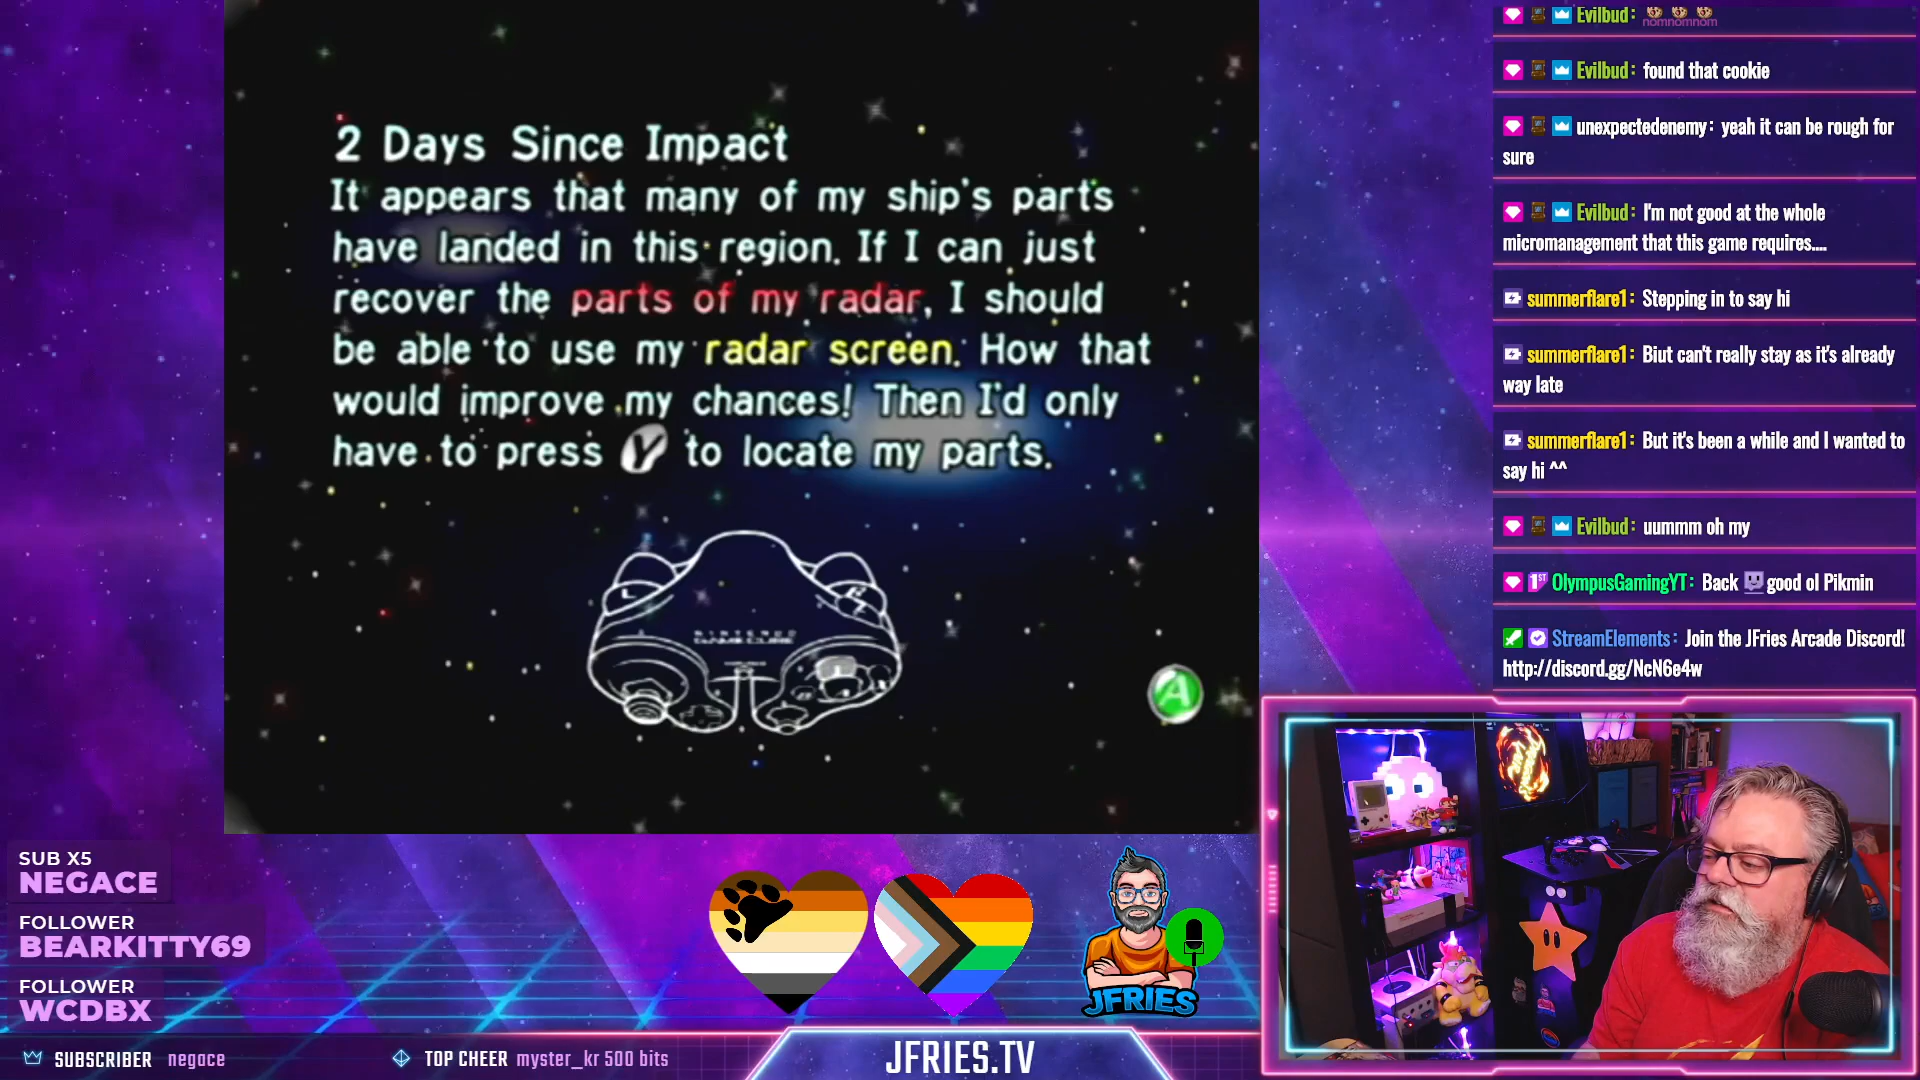 2 Days Since Impact
It appears that many of my ship's parts
have landed in this region. If I can just
recover the parts of my radar, I should
be able to use my radar screen. How that
would improve my chances! Then I'd only
have to press Y to locate my parts.
L
NINTENDO
GAMECUBE
A
Evilbud: nomnomnom
Evilbud: found that cookie
unexpectedenemy: yeah it can be rough for
sure
Evilbud: I'm not good at the whole
micromanagement that this game requires....
summerflare1: Stepping in to say hi
summerflare1: Biut can't really stay as it's already
way late
summerflare1: But it's been a while and I wanted to
say hi ^^
Evilbud: uummm oh my
1ST OlympusGamingYT: Back good ol Pikmin
StreamElements: Join the JFries Arcade Discord!
http://discord.gg/NcN6e4w
SUB X5
NEGACE
FOLLOWER
BEARKITTY69
FOLLOWER
WCDBX
JFRIES
SUBSCRIBER negace
TOP CHEER myster_kr 500 bits
JFRIES.TV